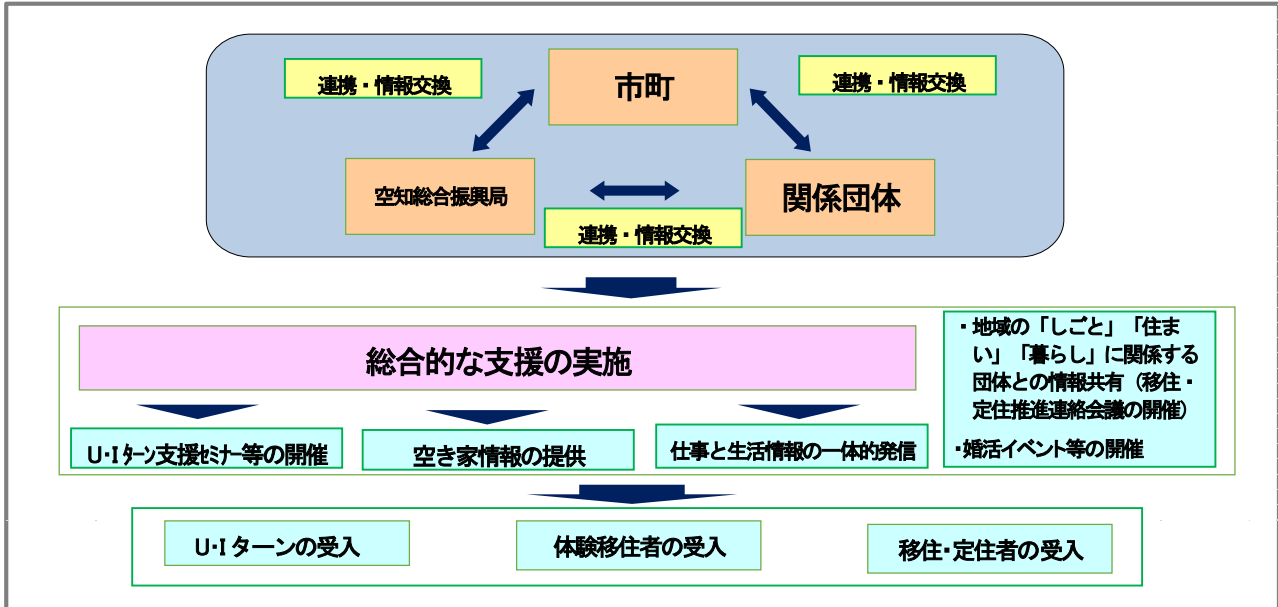 連携・情報交換
市町
連携・情報交換
空知総合振興局
関係団体
連携・情報交換
総合的な支援の実施
・地域の「しごと」「住ま
い」「暮らし」に関係する
団体との情報共有（移住・
定住推進連絡会議の開催）
・婚活イベント等の開催
U・Iターン支援セミナー等の開催
空き家情報の提供
仕事と生活情報の一体的発信
U・Iターンの受入
体験移住者の受入
移住・定住者の受入